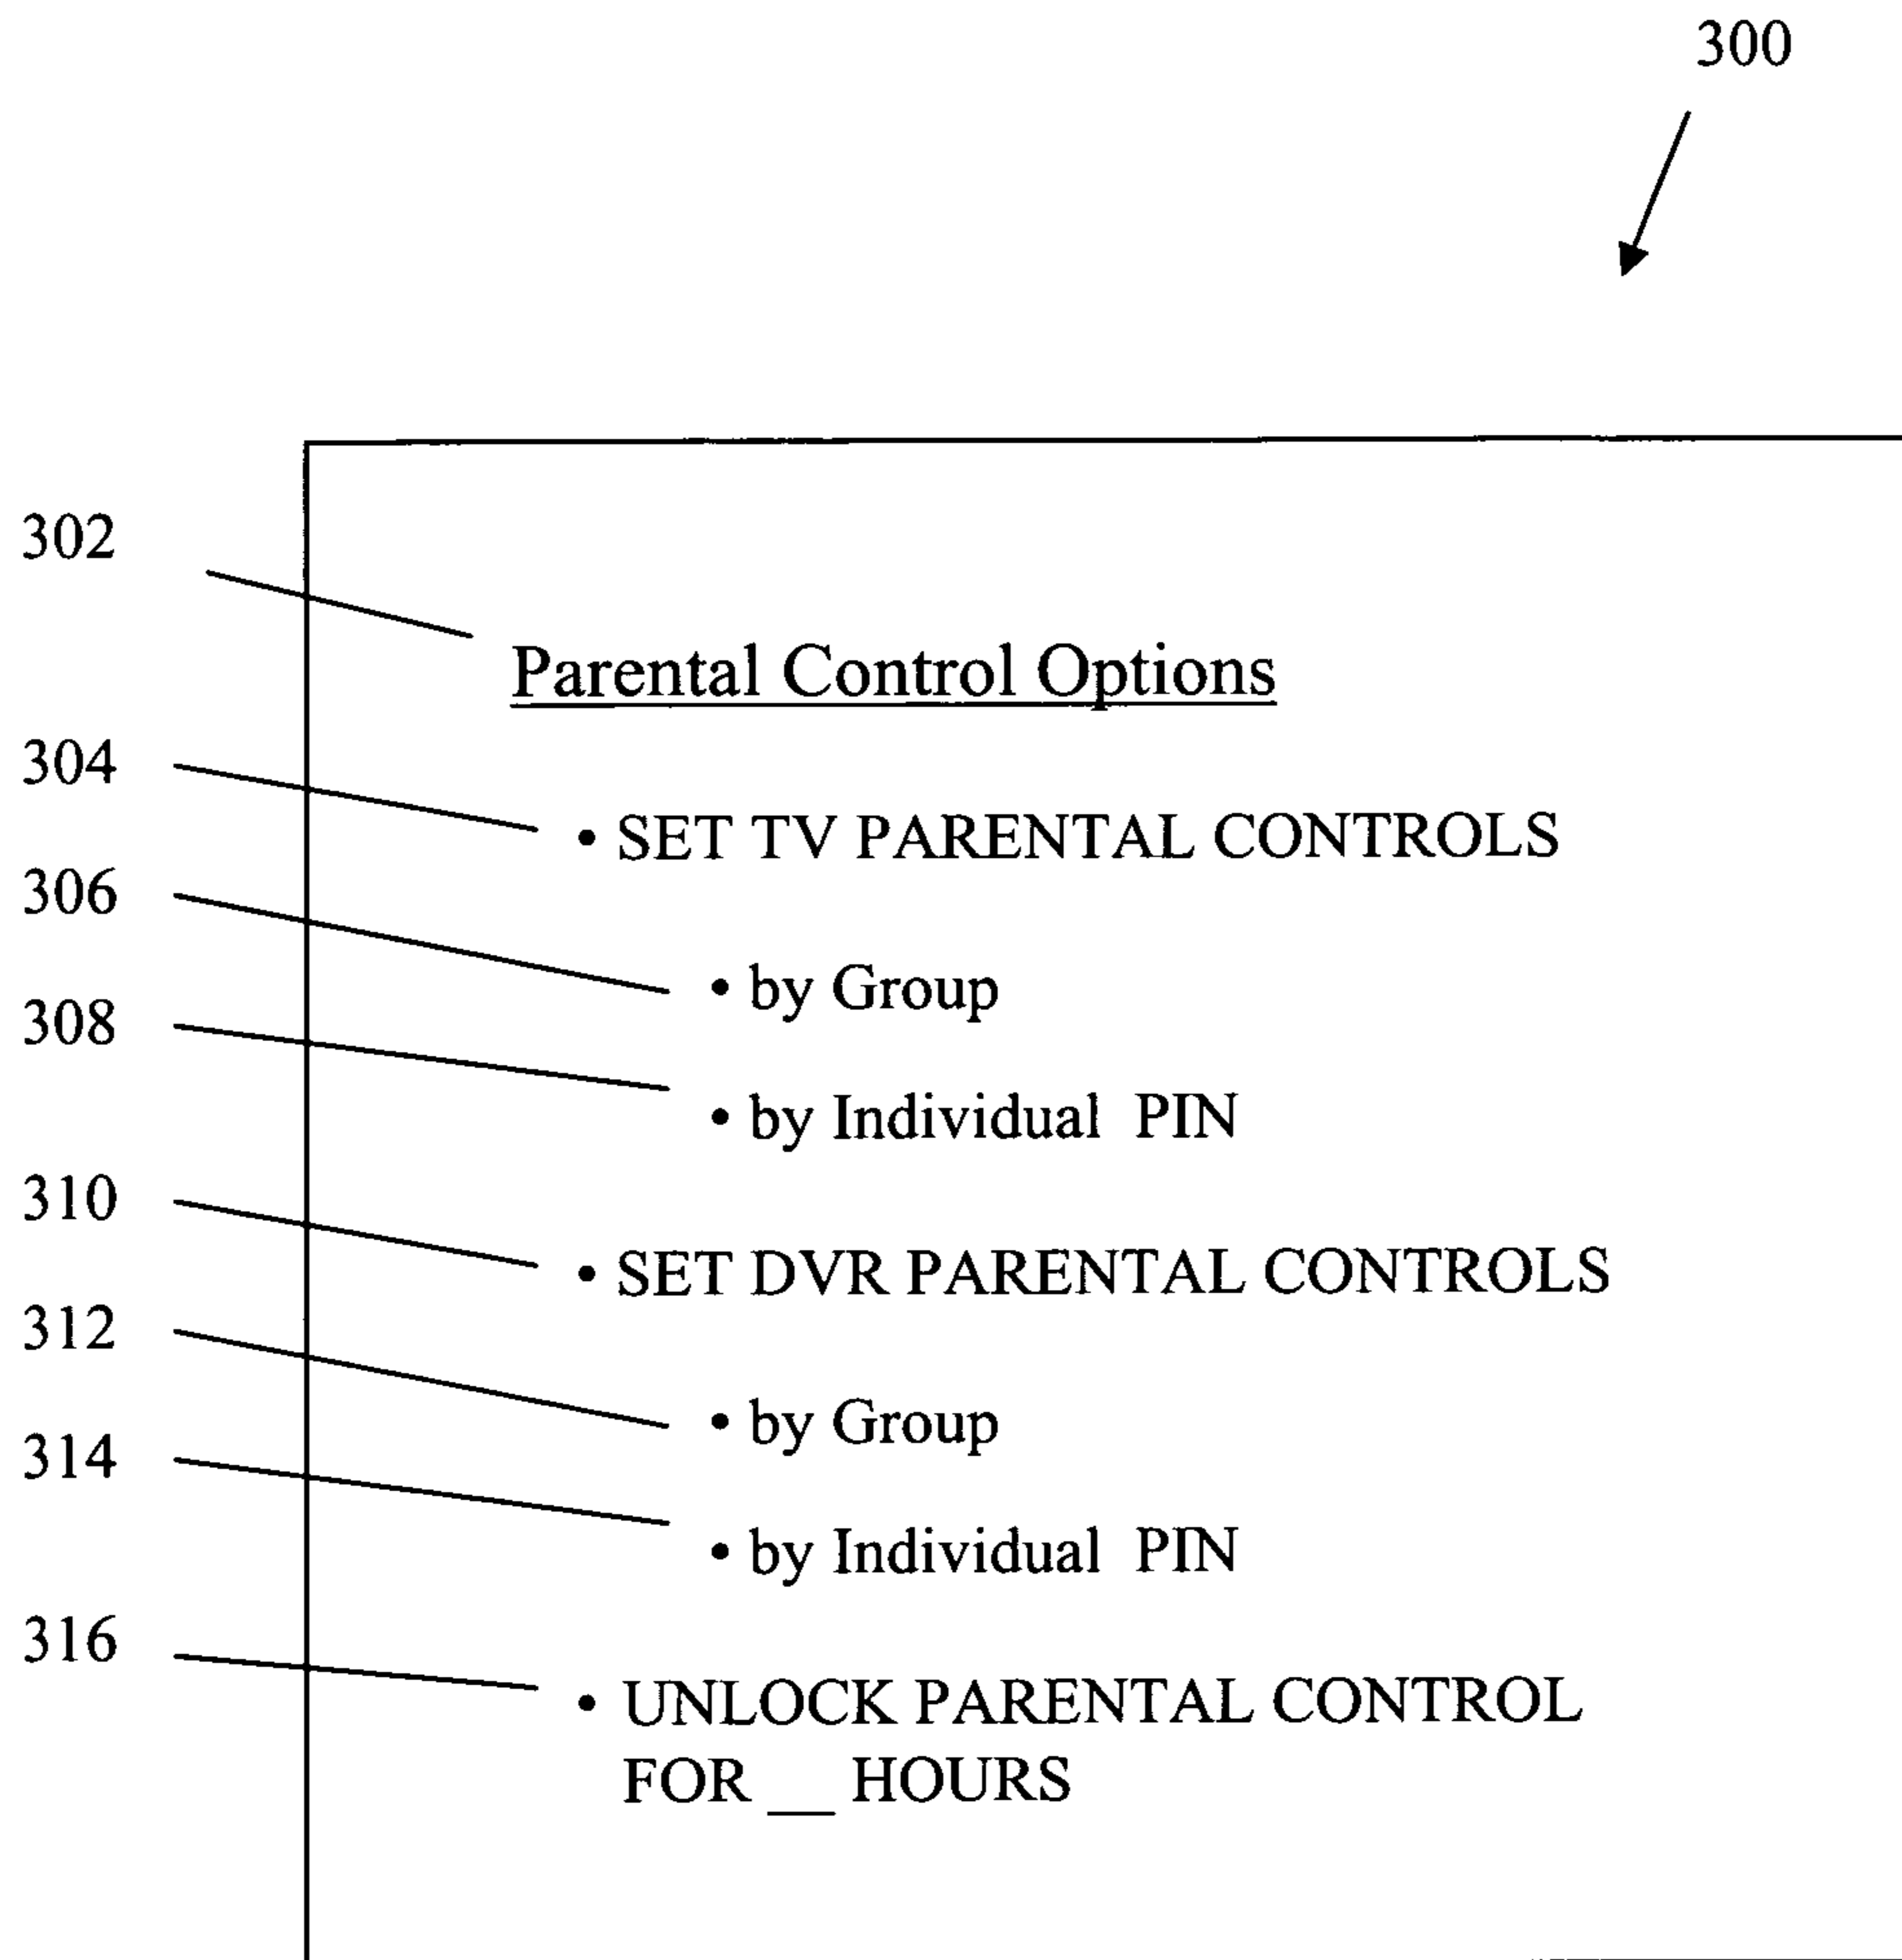 300
302
Parental Control Options
304
• SET TV PARENTAL CONTROLS
306
• by Group
308
• by Individual PIN
310
• SET DVR PARENTAL CONTROLS
312
• by Group
314
• by Individual PIN
316
• UNLOCK PARENTAL CONTROL
FOR __ HOURS